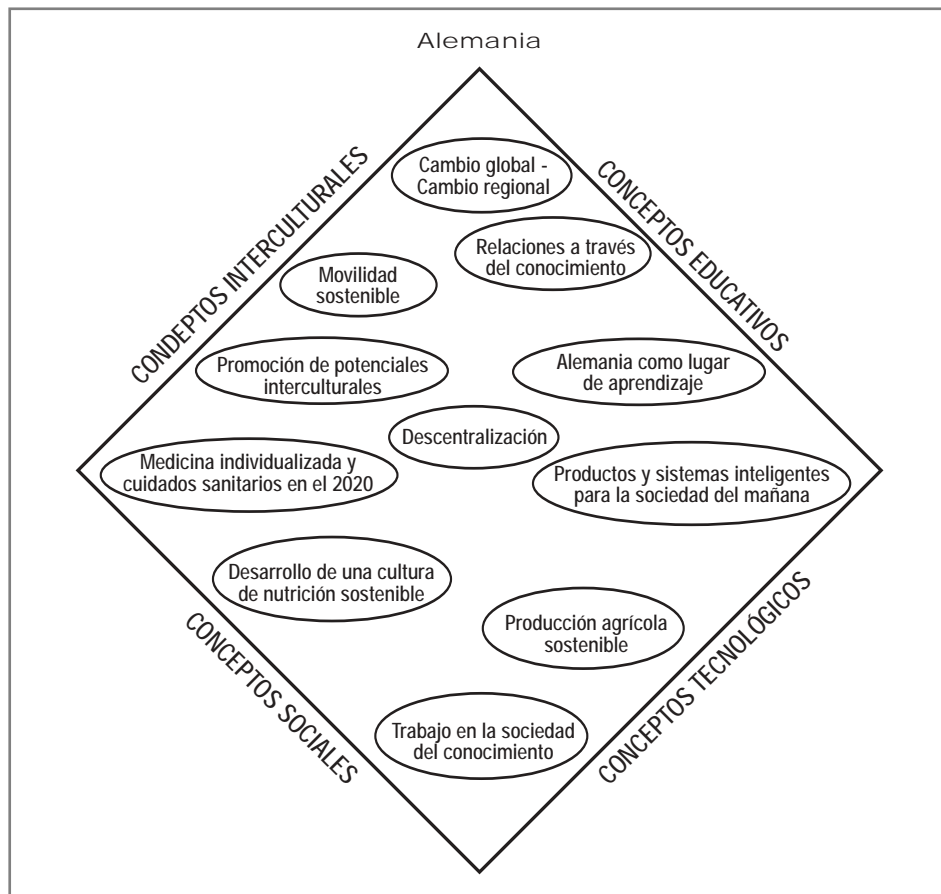 Alemania
CONDEPTOS INTERCULTURALES
CONCEPTOS EDUCATIVOS
Cambio global -
Cambio regional
Relaciones a través
del conocimiento
Movilidad
sostenible
Promoción de potenciales
interculturales
Alemania como lugar
de aprendizaje
Descentralización
Medicina individualizada y
cuidados sanitarios en el 2020
Productos y sistemas inteligentes
para la sociedad del mañana
Desarrollo de una cultura
de nutrición sostenible
Producción agrícola
sostenible
Trabajo en la sociedad
del conocimiento
CONCEPTOS SOCIALES
CONCEPTOS TECNOLÓGICOS